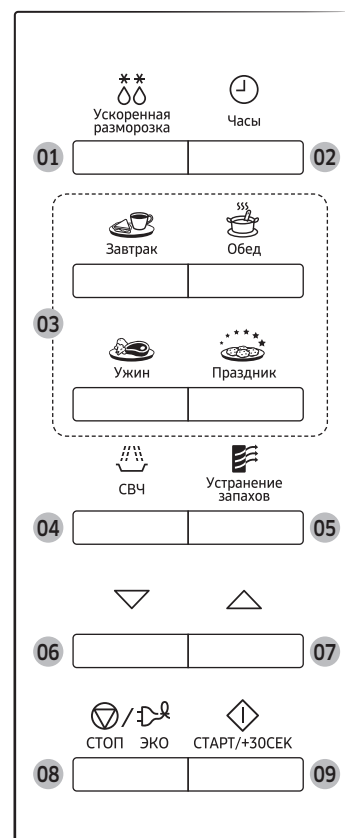 Ускоренная
разморозка
Часы
01
02
Завтрак
Обед
03
Ужин
Праздник
СВЧ
Устранение
запахов
04
05
06
07
СТОП ЭКО
СТАРТ/+30СЕК
08
09